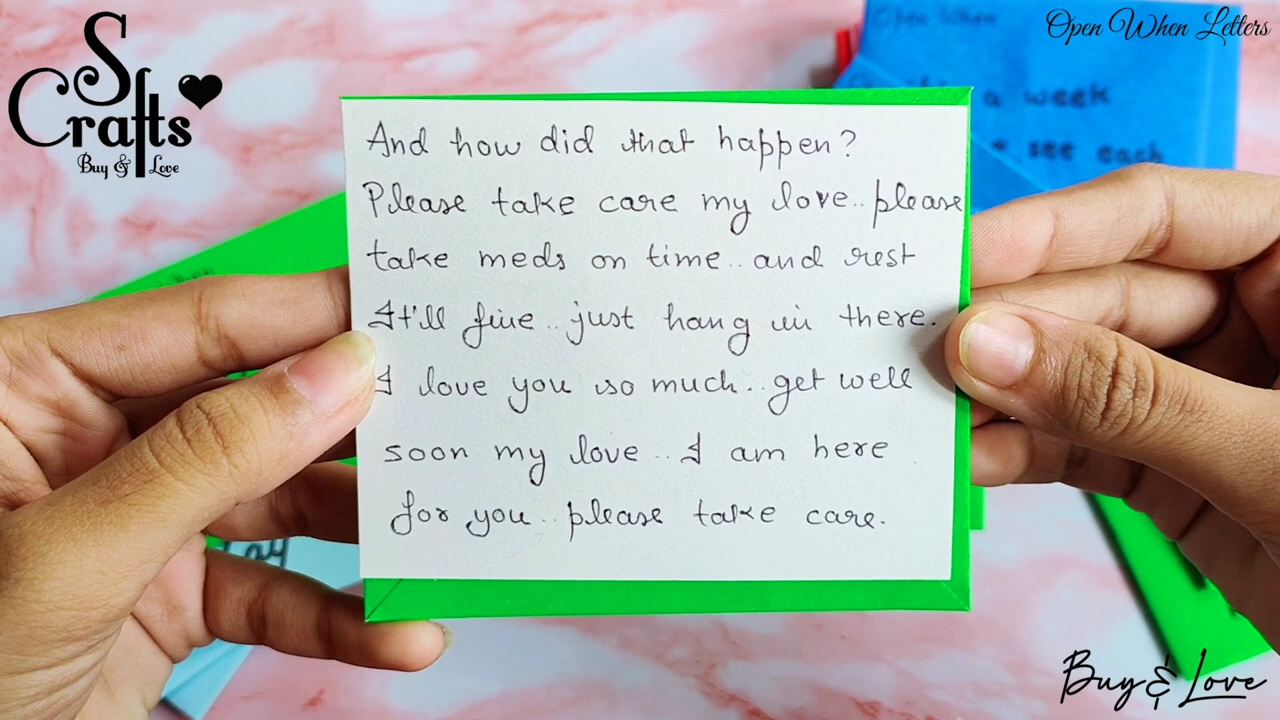 S
Crafts
Buy & Love
Open When Letters
Open When
a week
see each
And how did that happen?
Please take care my love.. please
take meds on time.. and rest
It'll fine.. just hang in there.
I love you so much.. get well
soon my love.. I am here
for you.. please take care.
Buy & Love